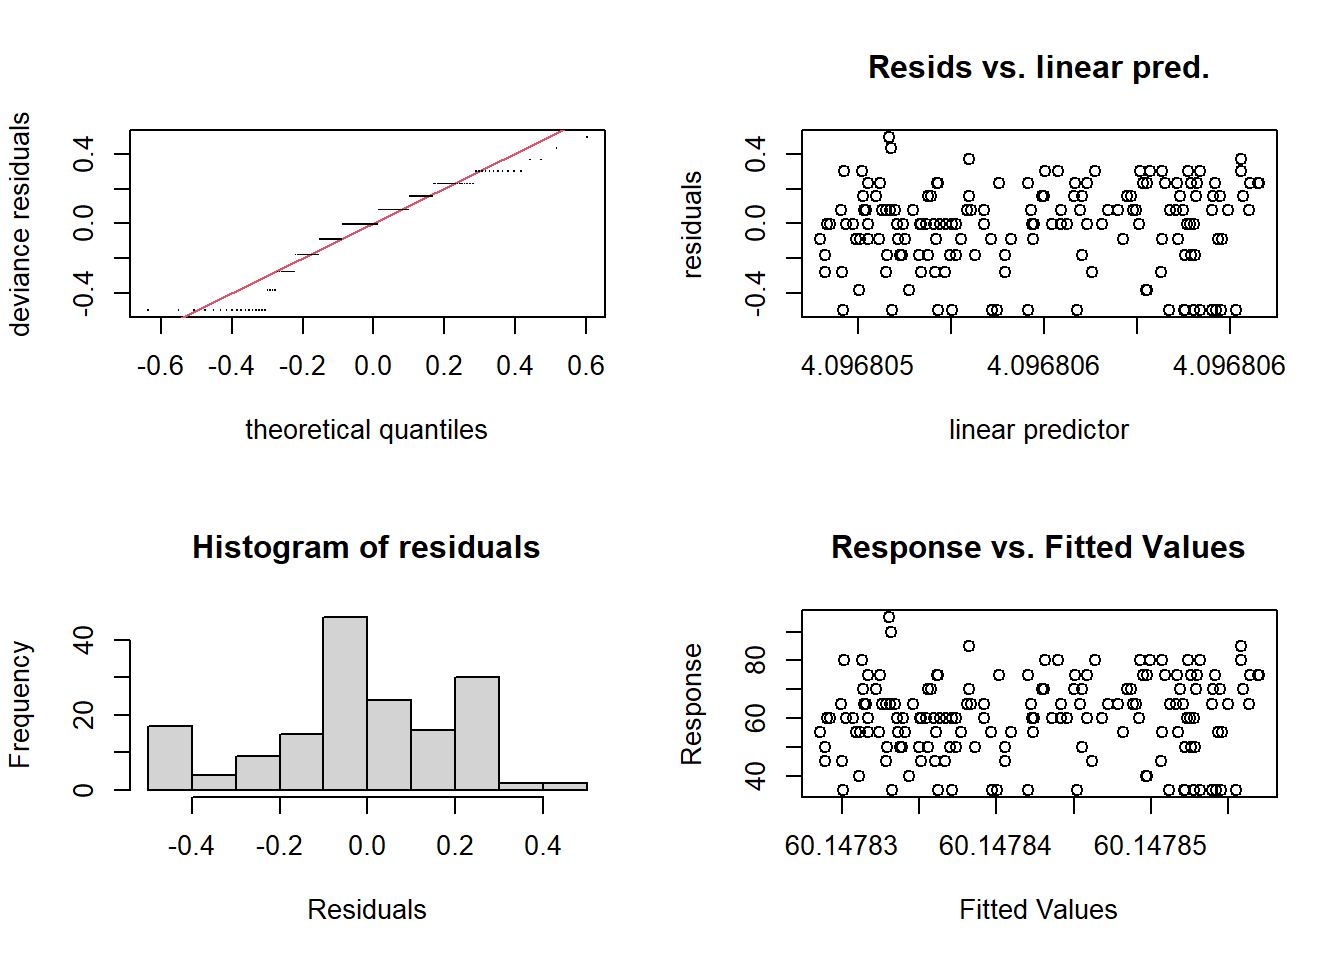 deviance residuals
-0.4 0.0 0.4
-0.6 -0.4 -0.2 0.0 0.2 0.4 0.6
theoretical quantiles
Resids vs. linear pred.
residuals
-0.4 0.0 0.4
4.096805 4.096806 4.096806
linear predictor
Histogram of residuals
Frequency
0 20 40
-0.4 -0.2 0.0 0.2 0.4
Residuals
Response vs. Fitted Values
Response
40 60 80
60.14783 60.14784 60.14785
Fitted Values